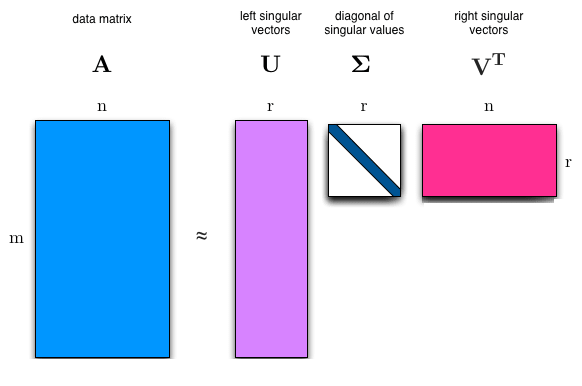 data matrix
left singular
vectors
diagonal of
singular values
right singular
vectors
A
U
Σ
V^T
n
r
r
n
m
≈
r